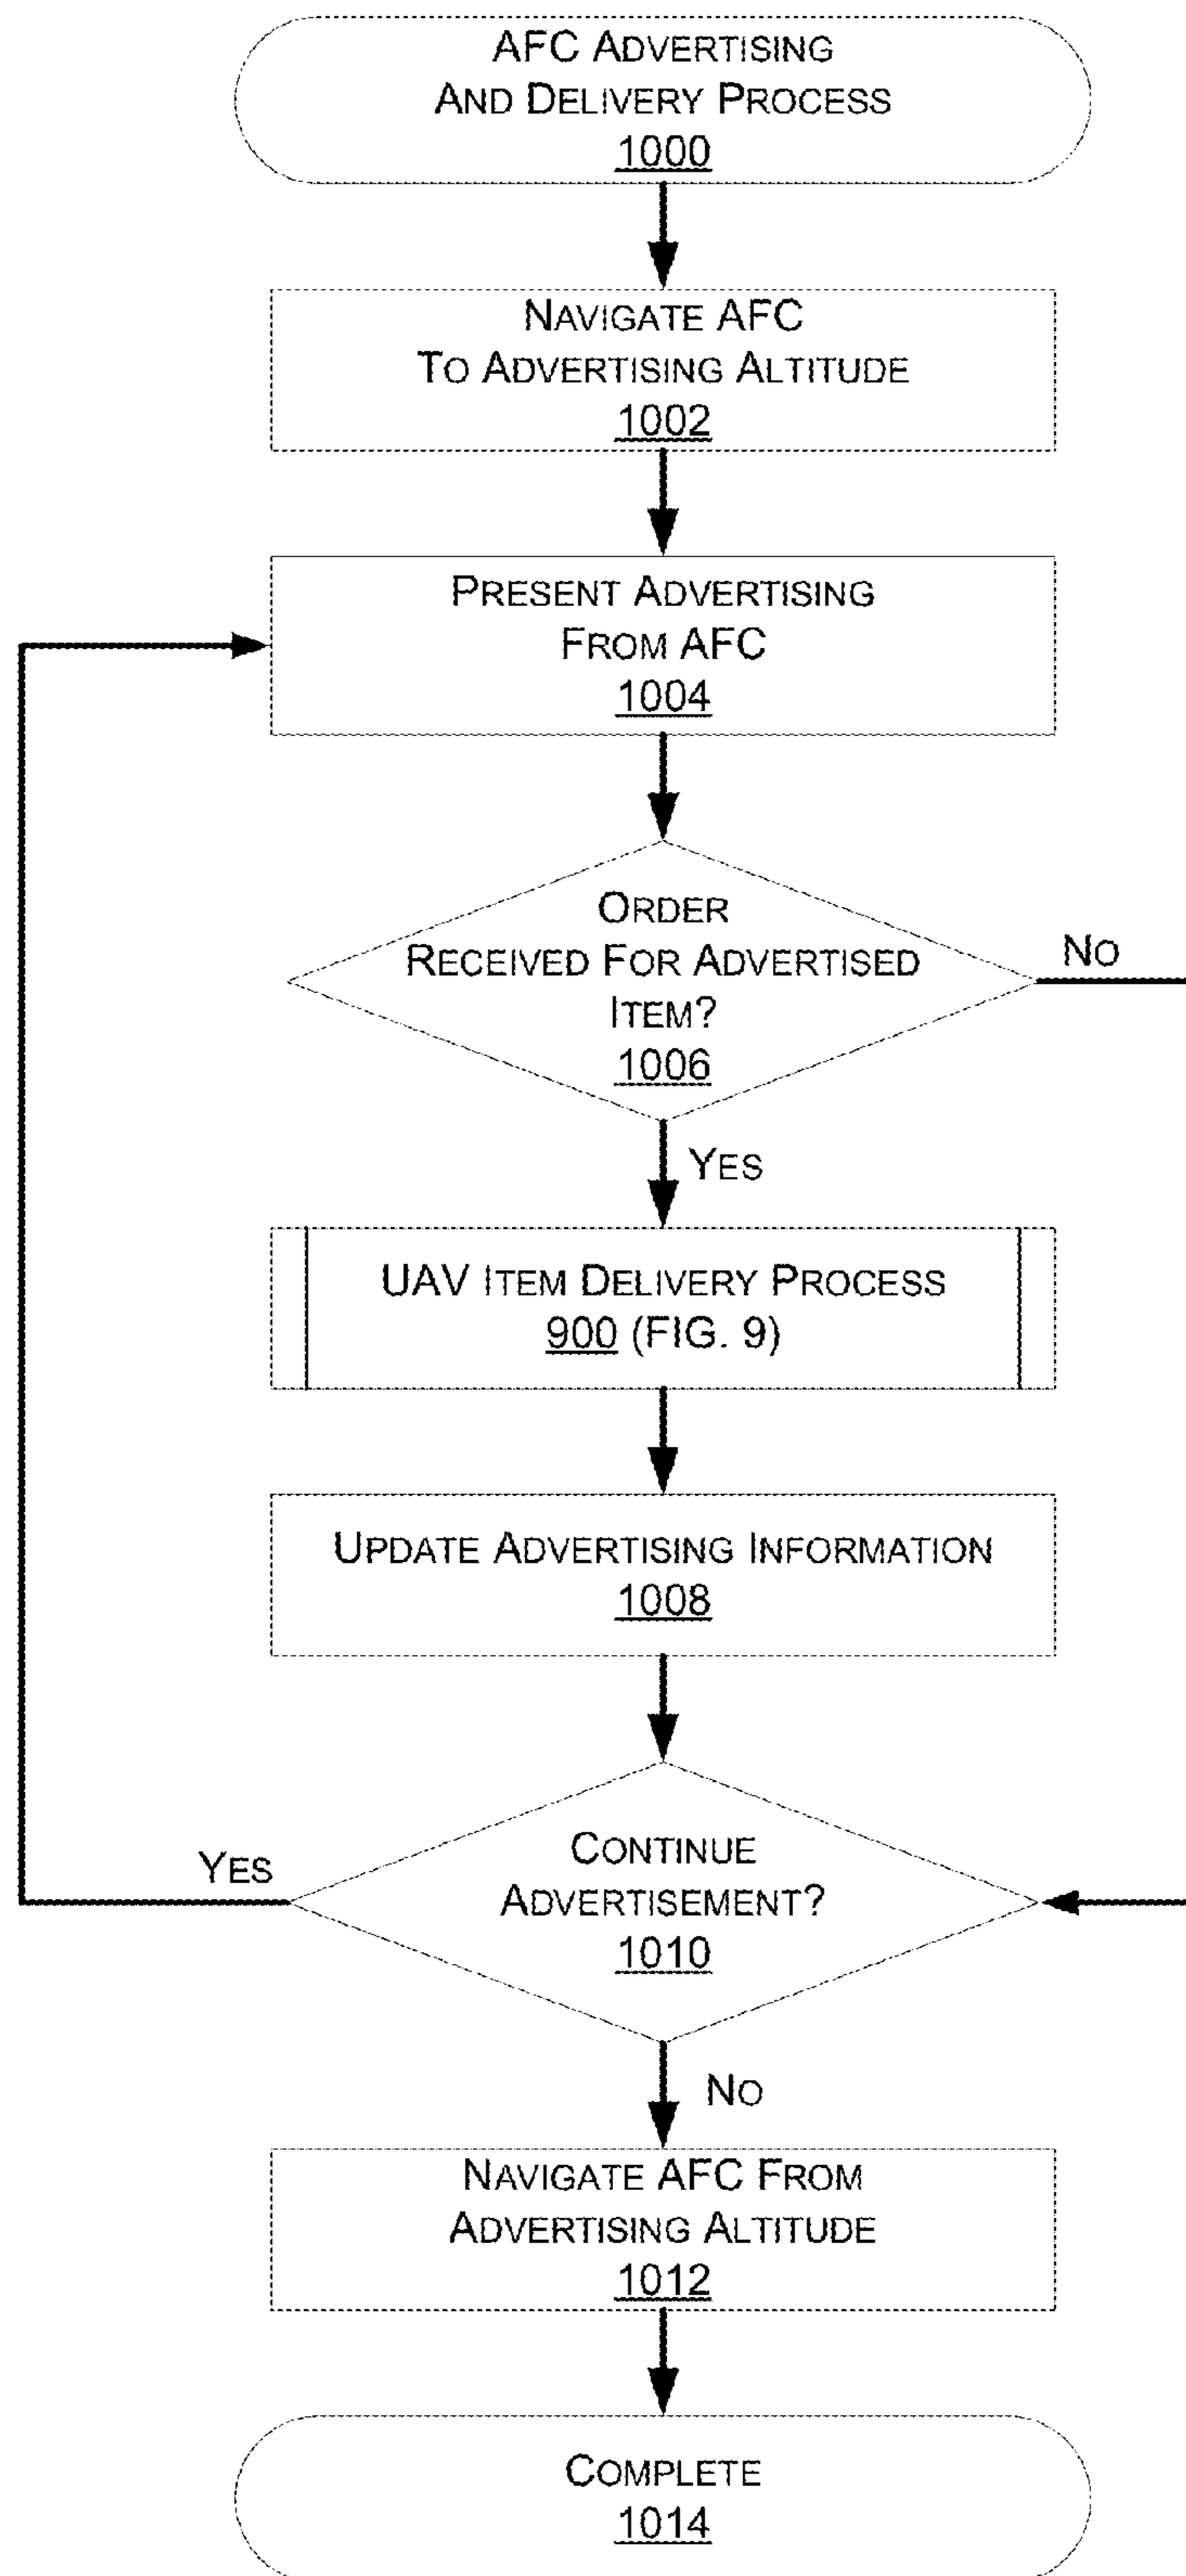 AFC ADVERTISING
AND DELIVERY PROCESS
1000
NAVIGATE AFC
TO ADVERTISING ALTITUDE
1002
PRESENT ADVERTISING
FROM AFC
1004
ORDER
RECEIVED FOR ADVERTISED
ITEM?
1006
NO
YES
UAV ITEM DELIVERY PROCESS
900 (FIG. 9)
UPDATE ADVERTISING INFORMATION
1008
CONTINUE
ADVERTISEMENT?
1010
YES
NO
NAVIGATE AFC FROM
ADVERTISING ALTITUDE
1012
COMPLETE
1014